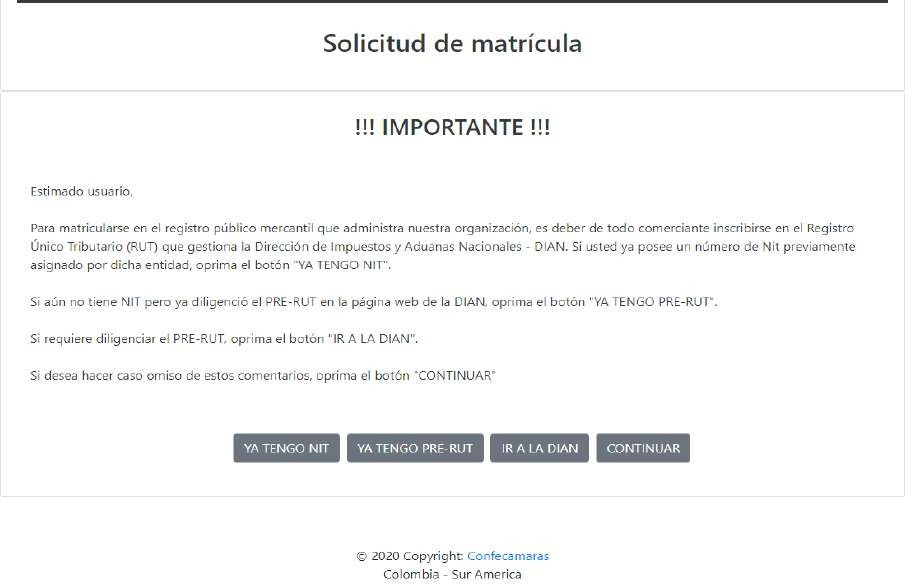 Solicitud de matrícula
!!! IMPORTANTE !!!
Estimado usuario,
Para matricularse en el registro público mercantil que administra nuestra organización, es deber de todo comerciante inscribirse en el Registro
Único Tributario (RUT) que gestiona la Dirección de Impuestos y Aduanas Nacionales - DIAN. Si usted ya posee un número de Nit previamente
asignado por dicha entidad, oprima el botón "YA TENGO NIT".
Si aún no tiene NIT pero ya diligenció el PRE-RUT en la página web de la DIAN, oprima el botón "YA TENGO PRE-RUT".
Si requiere diligenciar el PRE-RUT, oprima el botón "IR A LA DIAN".
Si desea hacer caso omiso de estos comentarios, oprima el botón "CONTINUAR"
YA TENGO NIT YA TENGO PRE-RUT IR A LA DIAN CONTINUAR
© 2020 Copyright: Confecamaras
Colombia - Sur America